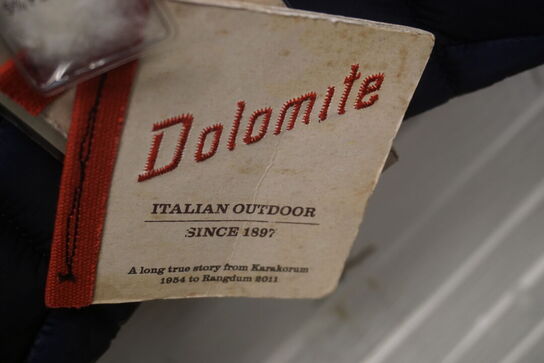 Dolomite
ITALIAN OUTDOOR
SINCE 1897
A long true story from Karakorum
1954 to Rangdum 2011